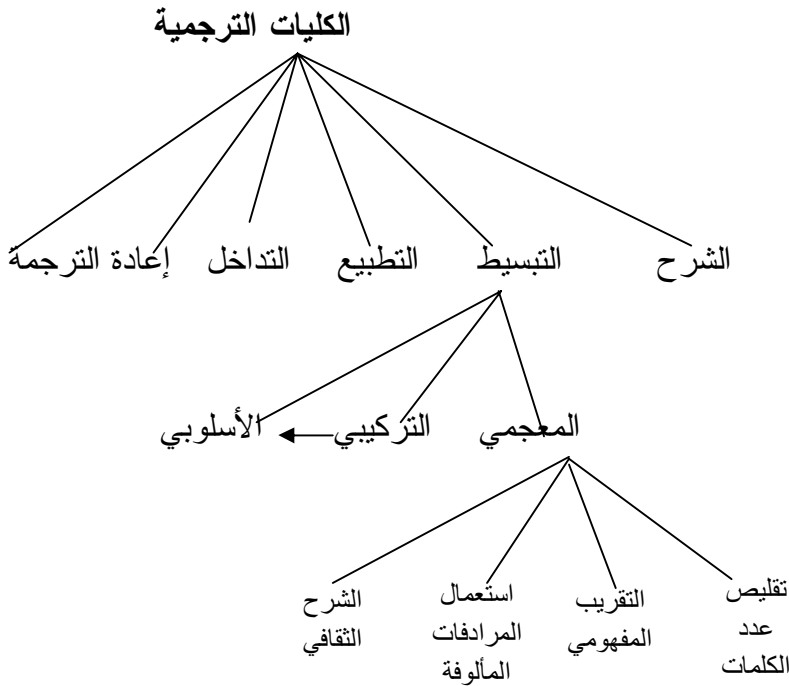 الكليات الترجمية
الشرح التبسيط التطبيع التداخل إعادة الترجمة
المعجمي التركيبي الأسلوبي
تقليص
عدد
الكلمات
التقريب
المفهومي
استعمال
المرادفات
المألوفة
الشرح
الثقافي